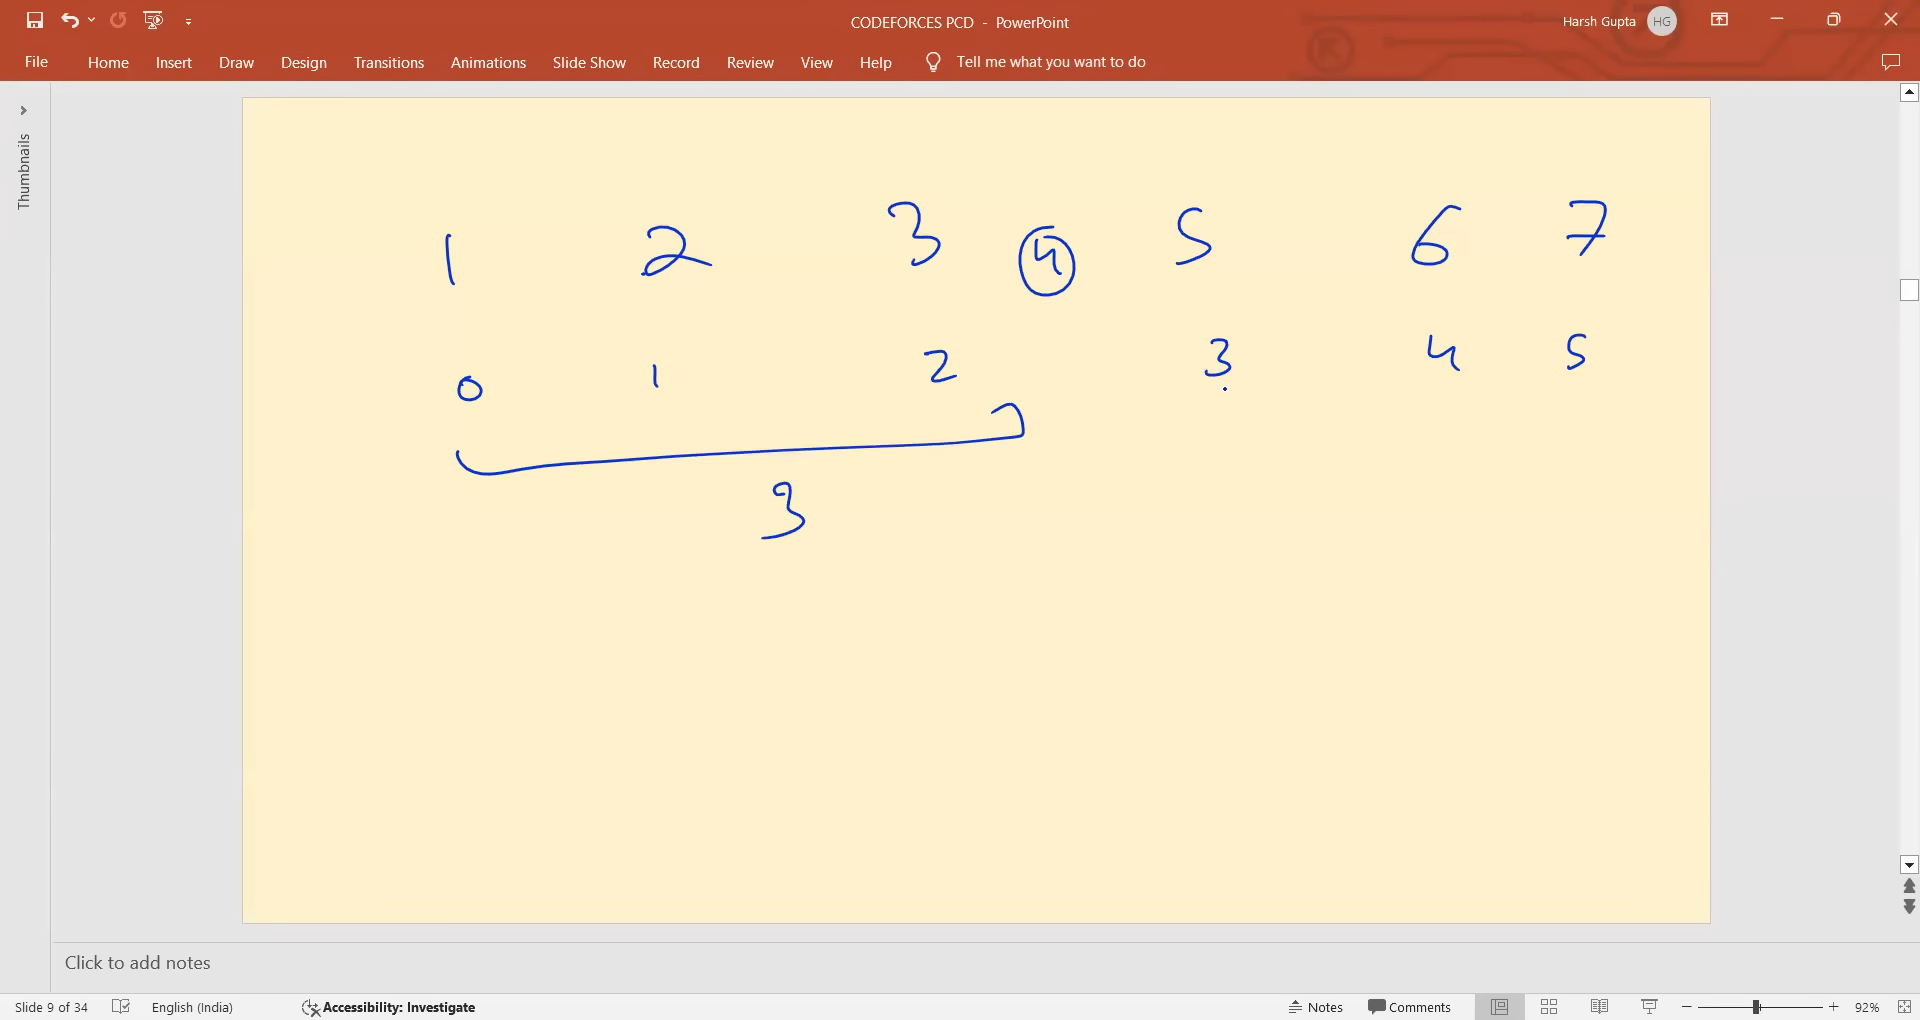 CODEFORCES PCD - PowerPoint
Harsh Gupta HG
File Home Insert Draw Design Transitions Animations Slide Show Record Review View Help Tell me what you want to do
Thumbnails
1 2 3 4 5 6 7
0 1 2 3 4 5
3
Click to add notes
Slide 9 of 34 English (India) Accessibility: Investigate Notes Comments 92%